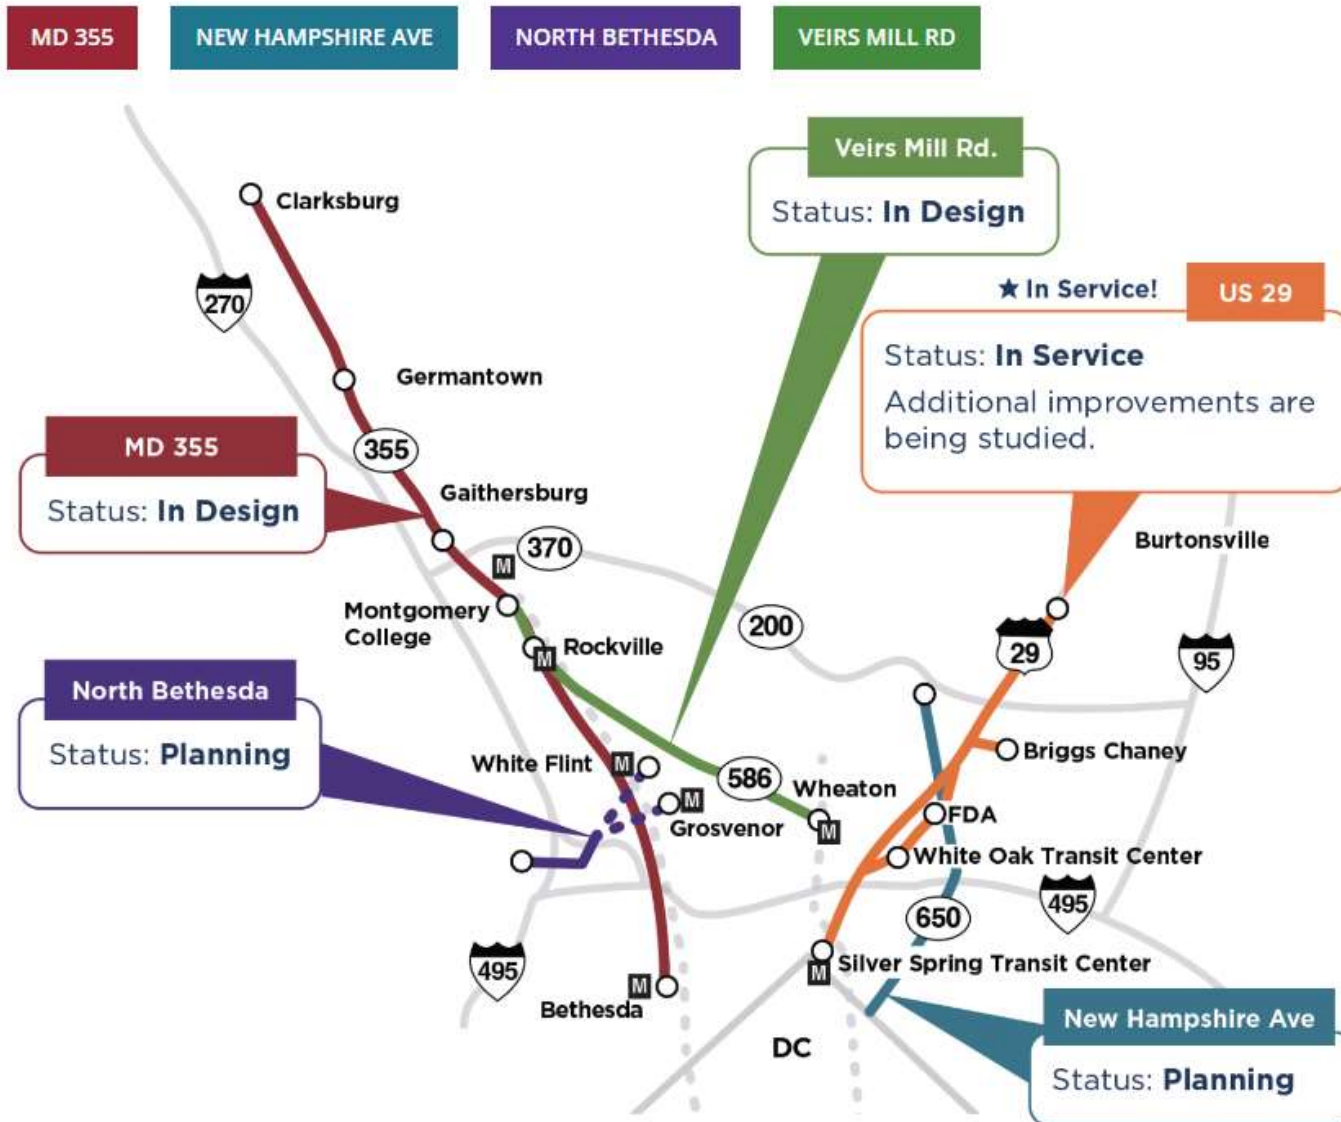 MD 355
NEW HAMPSHIRE AVE
NORTH BETHESDA
VEIRS MILL RD
Veirs Mill Rd.
Status: In Design
Clarksburg
270
★ In Service!
US 29
Status: In Service
Additional improvements are
being studied.
Germantown
MD 355
Status: In Design
355
Gaithersburg
M
370
Burtonsville
Montgomery
College
200
29
95
M
Rockville
North Bethesda
Status: Planning
White Flint
M
586
Wheaton
M
Briggs Chaney
M
Grosvenor
FDA
White Oak Transit Center
495
650
495
M
Silver Spring Transit Center
M
Bethesda
DC
New Hampshire Ave
Status: Planning